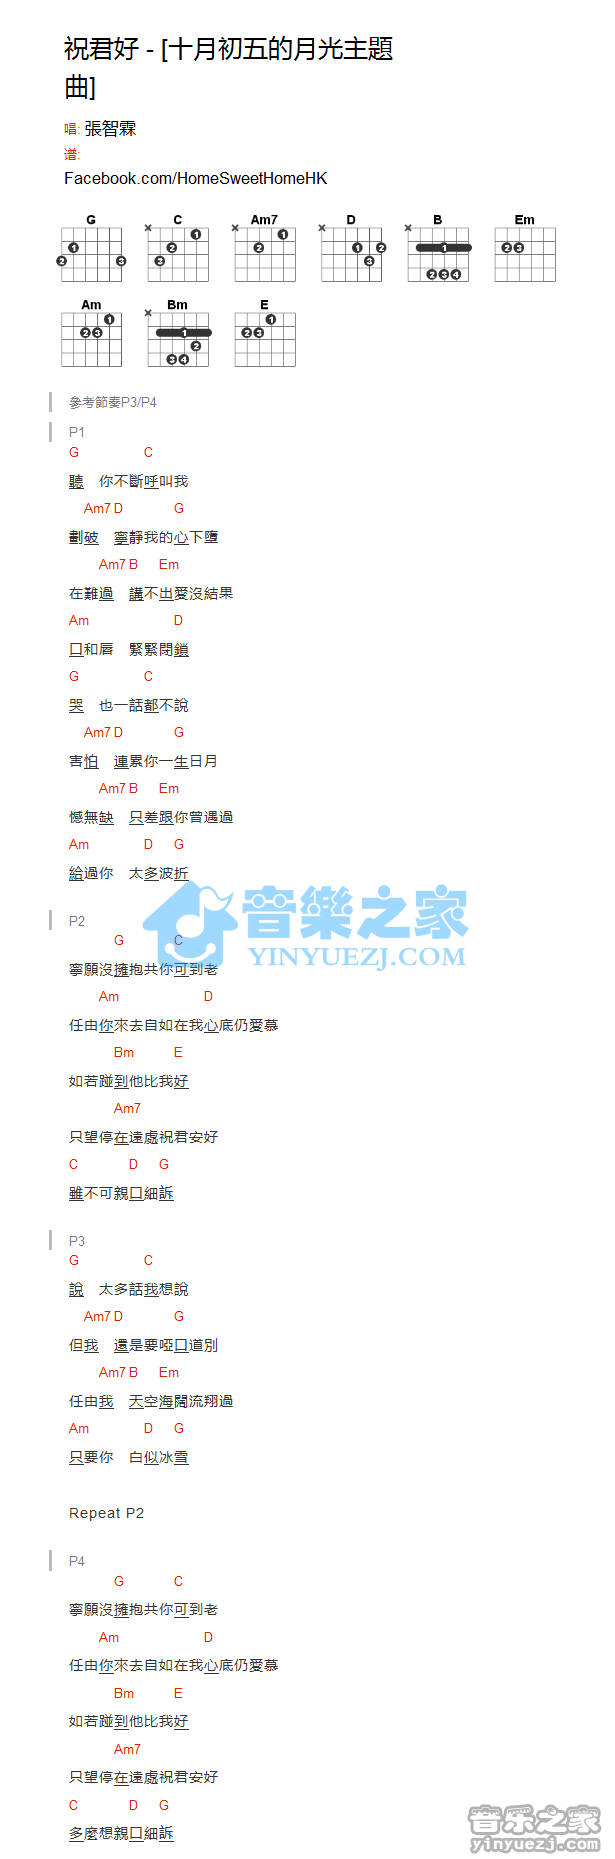 祝君好 - [十月初五的月光主題
曲]
唱: 張智霖
谱:
Facebook.com/HomeSweetHomeHK
G C Am7 D B Em
Am Bm E
參考節奏P3/P4
P1
G C
聽 你不斷呼叫我
Am7 D G
劃破 寧靜我的心下墮
Am7 B Em
在難過 講不出愛沒結果
Am D
口和唇 緊緊閉鎖
G C
哭 也一話都不說
Am7 D G
害怕 連累你一生日月
Am7 B Em
憾無缺 只差跟你曾遇過
Am D G
給過你 太多波折
音樂之家
YINYUEZJ.COM
P2
G C
寧願沒擁抱共你可到老
Am D
任由你來去自如在我心底仍愛慕
Bm E
如若碰到他比我好
Am7
只望停在遠處祝君安好
C D G
雖不可親口細訴
P3
G C
說 太多話我想說
Am7 D G
但我 還是要啞口道別
Am7 B Em
任由我 天空海闊流翔過
Am D G
只要你 白似冰雪
Repeat P2
P4
G C
寧願沒擁抱共你可到老
Am D
任由你來去自如在我心底仍愛慕
Bm E
如若碰到他比我好
Am7
只望停在遠處祝君安好
C D G
多麼想親口細訴
音乐之家
yinyuezj.com